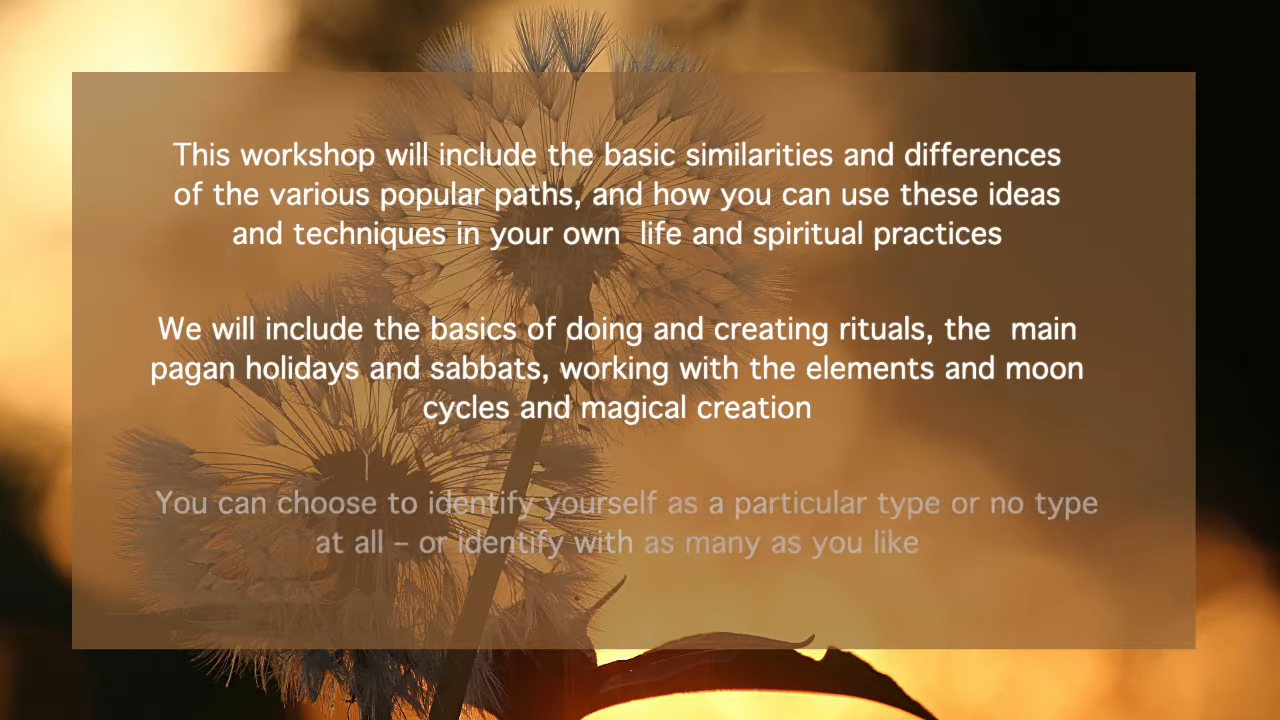 This workshop will include the basic similarities and differences
of the various popular paths, and how you can use these ideas
and techniques in your own  life and spiritual practices
We will include the basics of doing and creating rituals, the  main
pagan holidays and sabbats, working with the elements and moon
cycles and magical creation
You can choose to identify yourself as a particular type or no type
at all – or identify with as many as you like